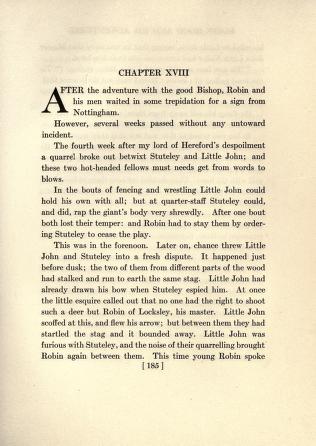 CHAPTER XVIII
AFTER the adventure with the good Bishop, Robin and
his men waited in some trepidation for a sign from
Nottingham.
However, several weeks passed without any untoward
incident.
The fourth week after my lord of Hereford's despoilment
a quarrel broke out betwixt Stuteley and Little John; and
these two hot-headed fellows must needs get from words to
blows.
In the bouts of fencing and wrestling Little John could
hold his own with all; but at quarter-staff Stuteley could,
and did, rap the giant's body very shrewdly. After one bout
both lost their temper: and Robin had to stay them by order-
ing Stuteley to cease the play.
This was in the forenoon. Later on, chance threw Little
John and Stuteley into a fresh dispute. It happened just
before dusk; the two of them from different parts of the wood
had stalked and run to earth the same stag. Little John had
already drawn his bow when Stuteley espied him. At once
the little esquire called out that no one had the right to shoot
such a deer but Robin of Locksley, his master. Little John
scoffed at this, and flew his arrow; but between them they had
startled the stag and it bounded away. Little John was
furious with Stuteley, and the noise of their quarrelling brought
Robin again between them. This time young Robin spoke
[185]